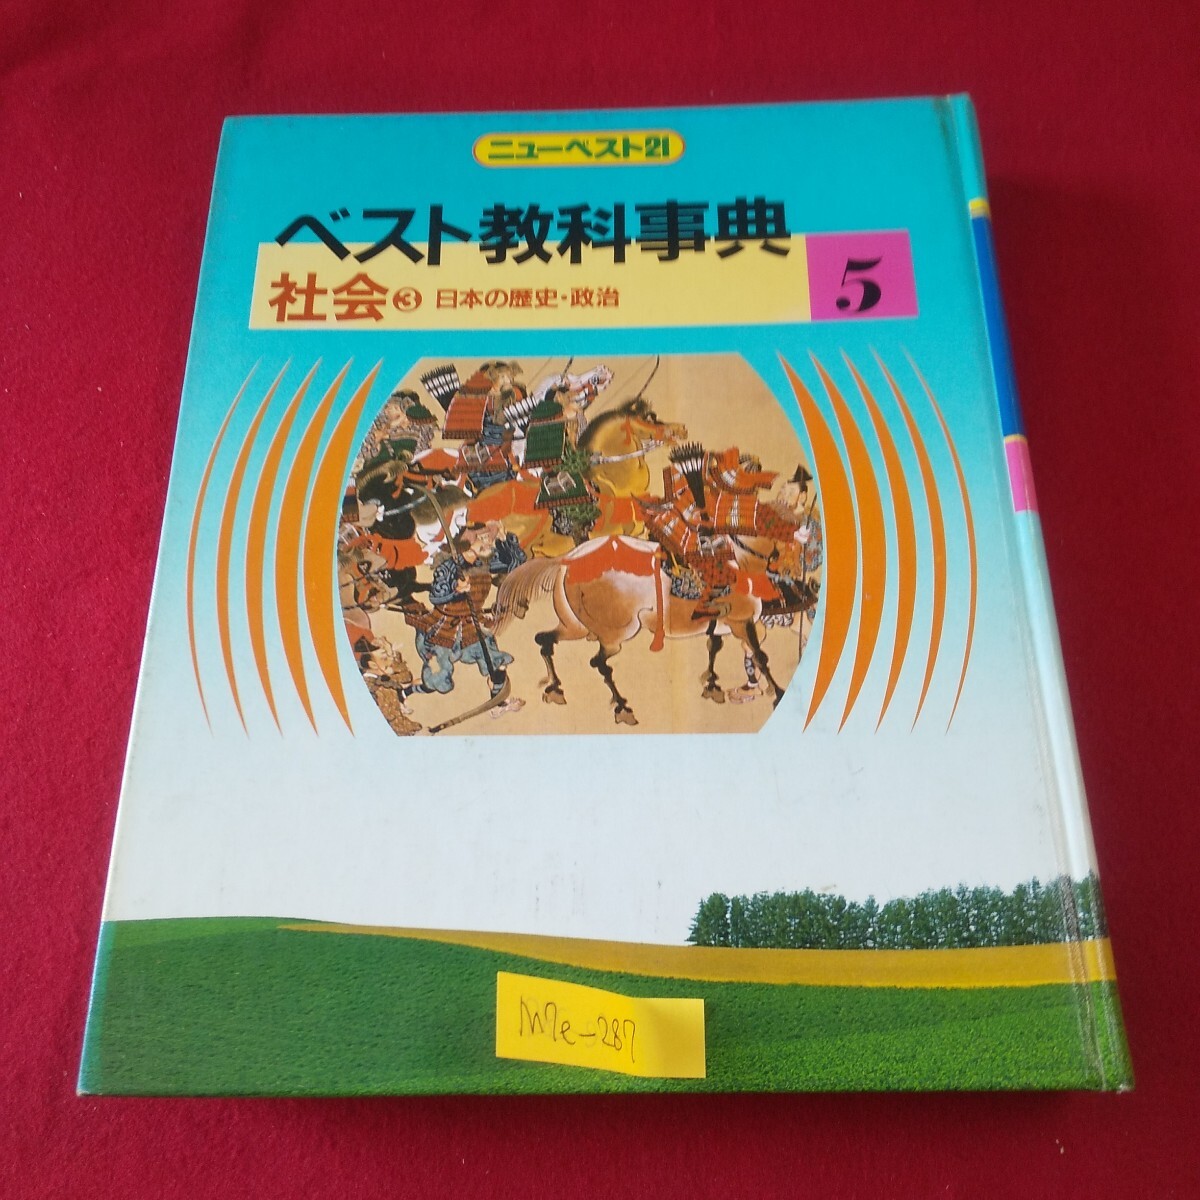 ニューベスト21
ベスト教科事典
社会③ 日本の歴史・政治
5
M7e-287